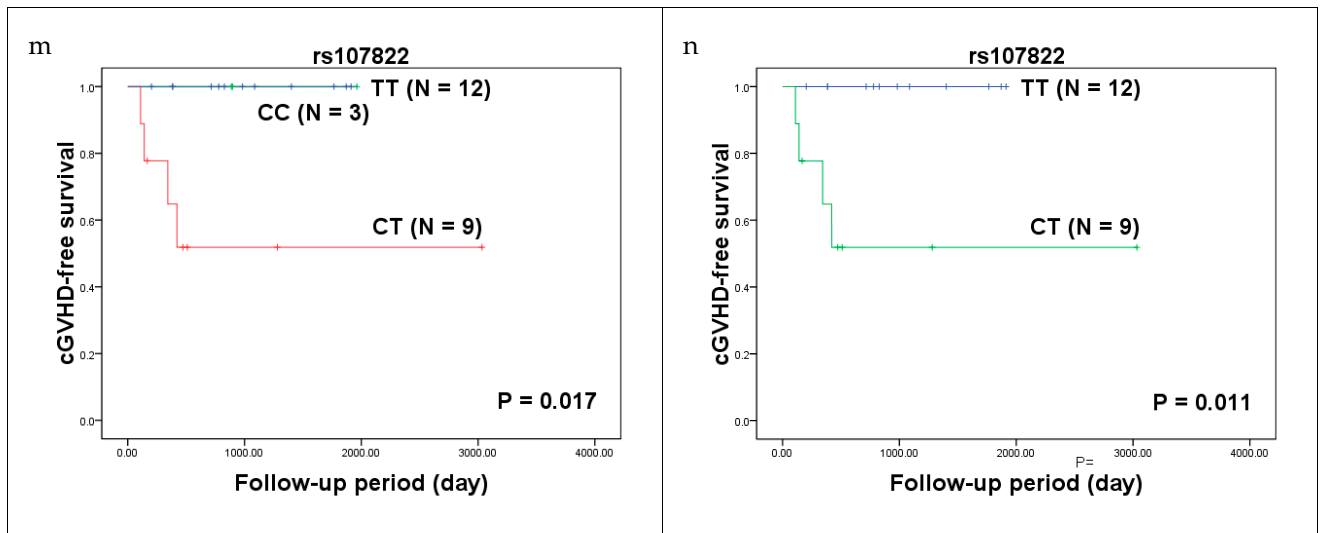 m
rs107822
1.0
TT (N = 12)
CC (N = 3)
0.8
0.6
CT (N = 9)
0.4
0.2
0.0
P = 0.017
cGVHD-free survival
0.00 1000.00 2000.00 3000.00 4000.00
Follow-up period (day)
n
rs107822
1.0
TT (N = 12)
0.8
0.6
CT (N = 9)
0.4
0.2
0.0
P = 0.011
cGVHD-free survival
0.00 1000.00 2000.00 3000.00 4000.00
P=
Follow-up period (day)